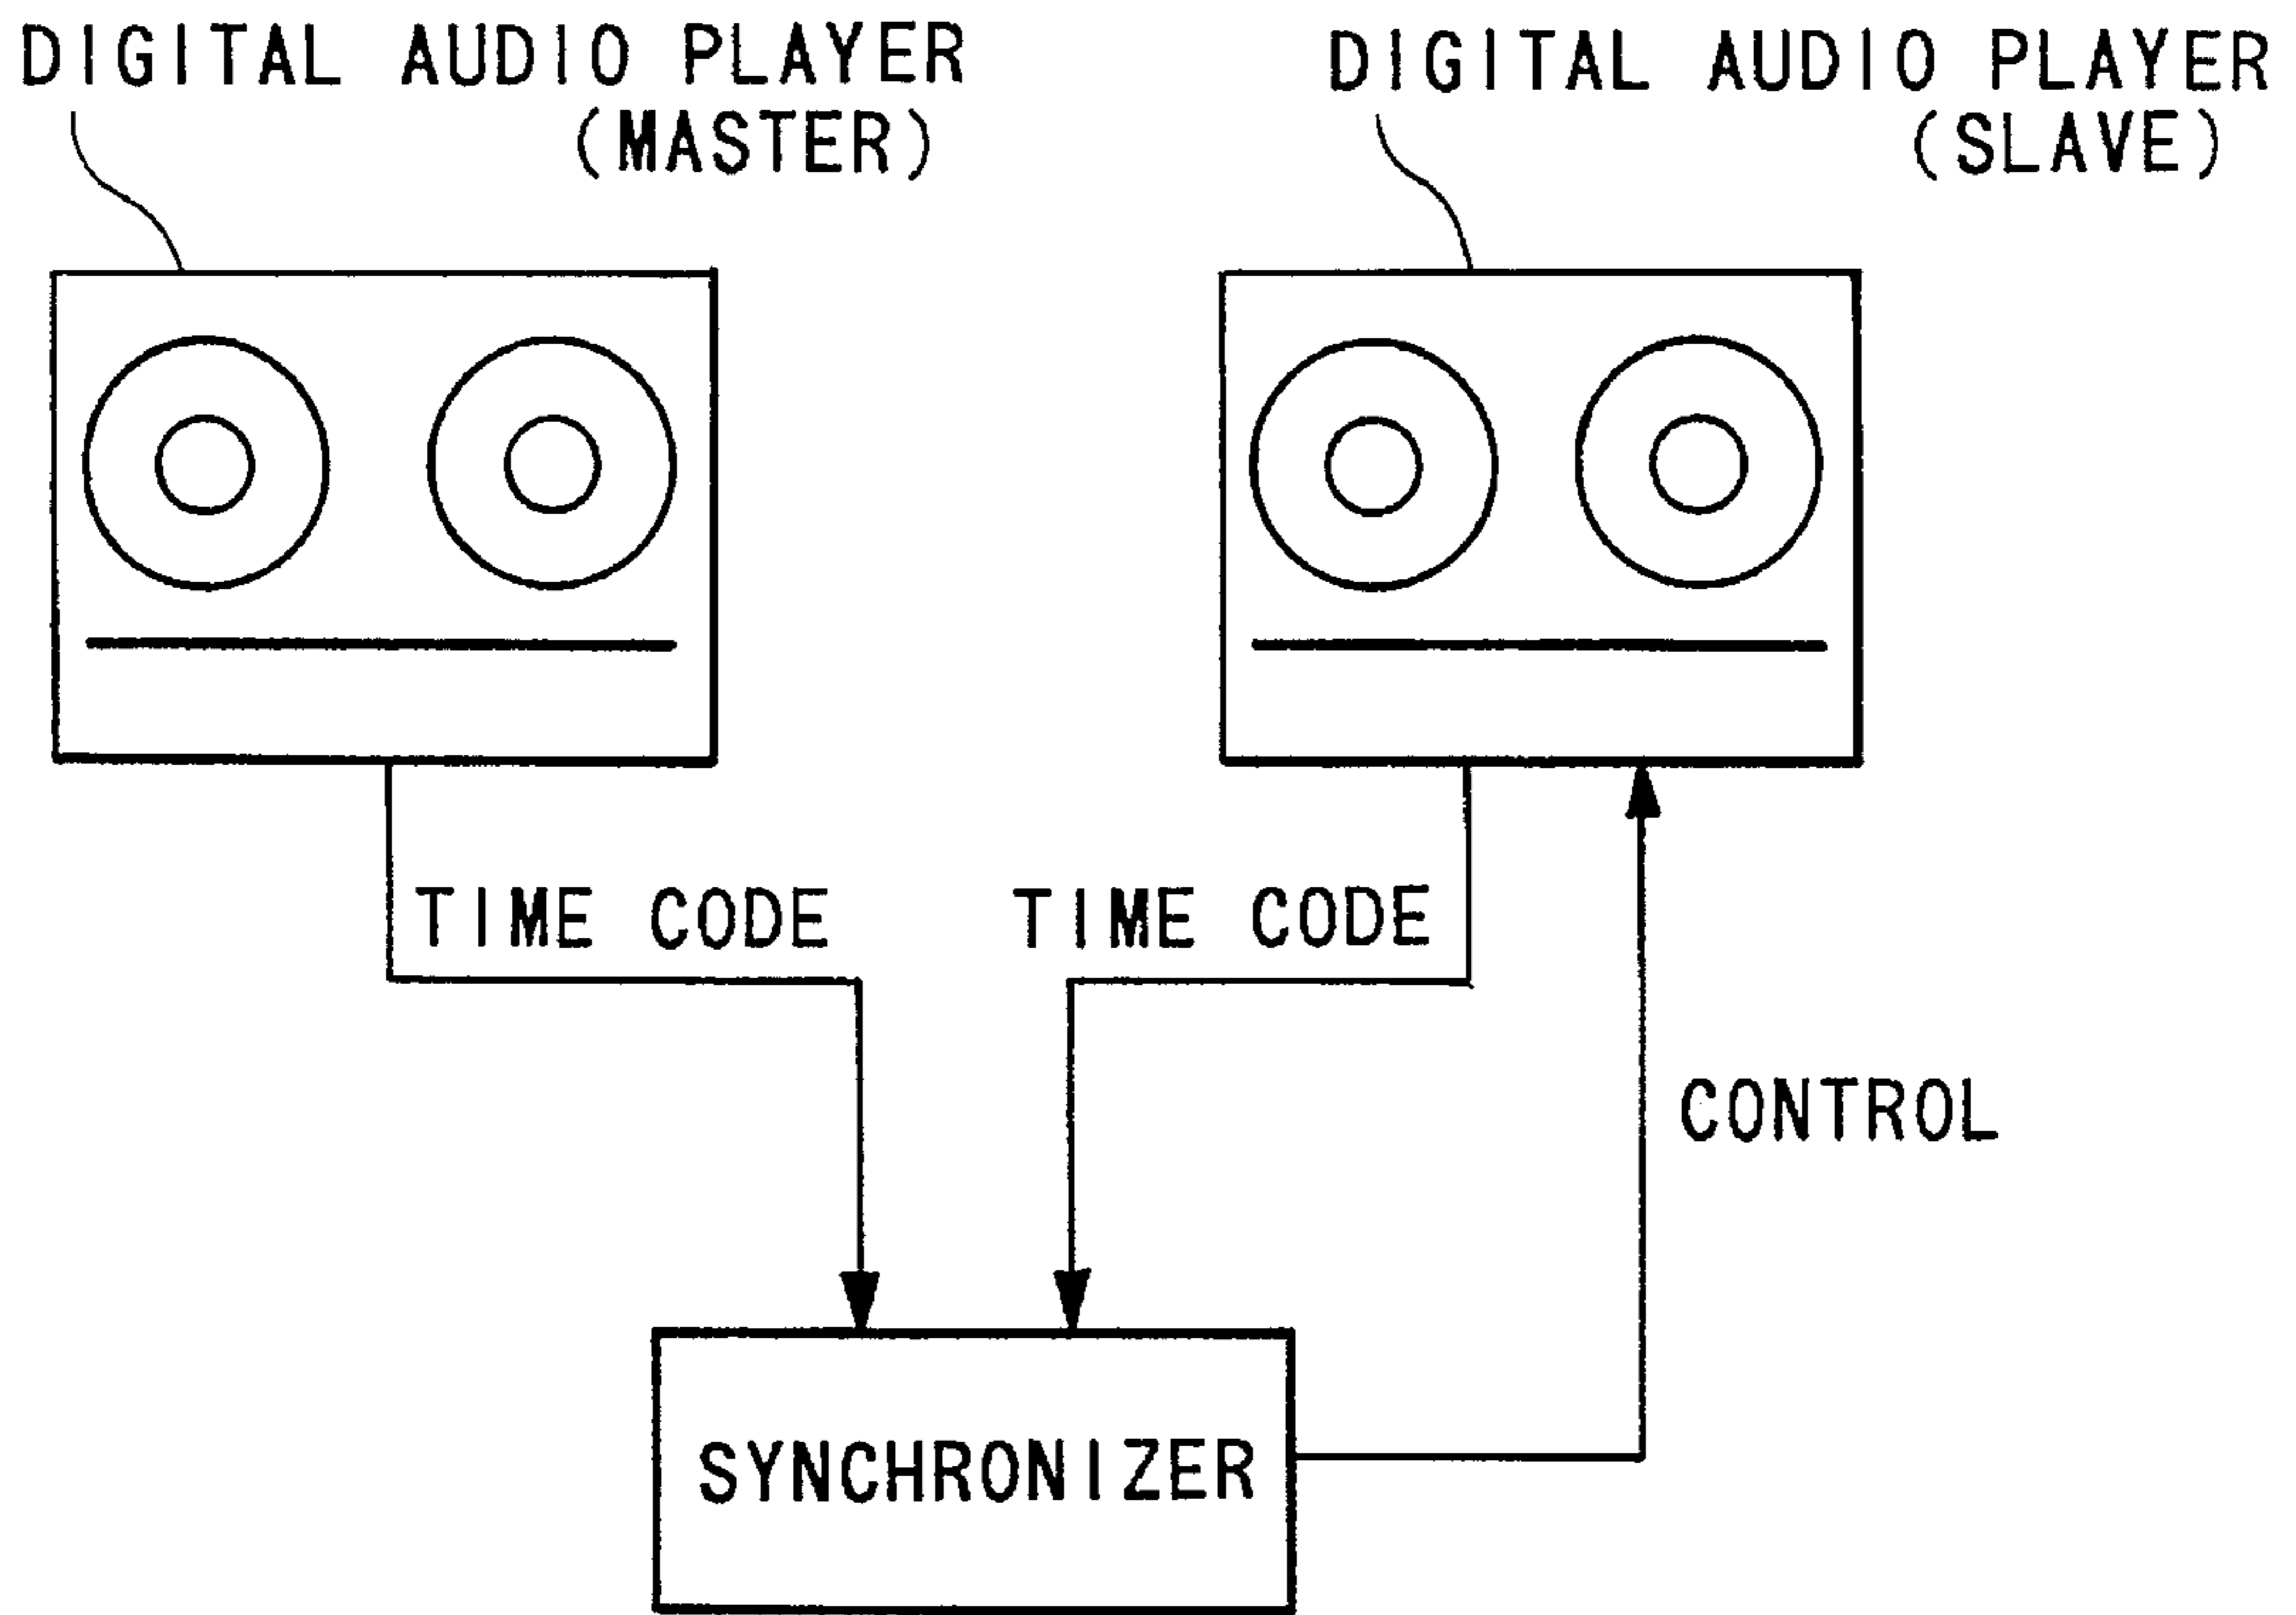 DIGITAL AUDIO PLAYER
(MASTER)
DIGITAL AUDIO PLAYER
(SLAVE)
TIME CODE
TIME CODE
CONTROL
SYNCHRONIZER